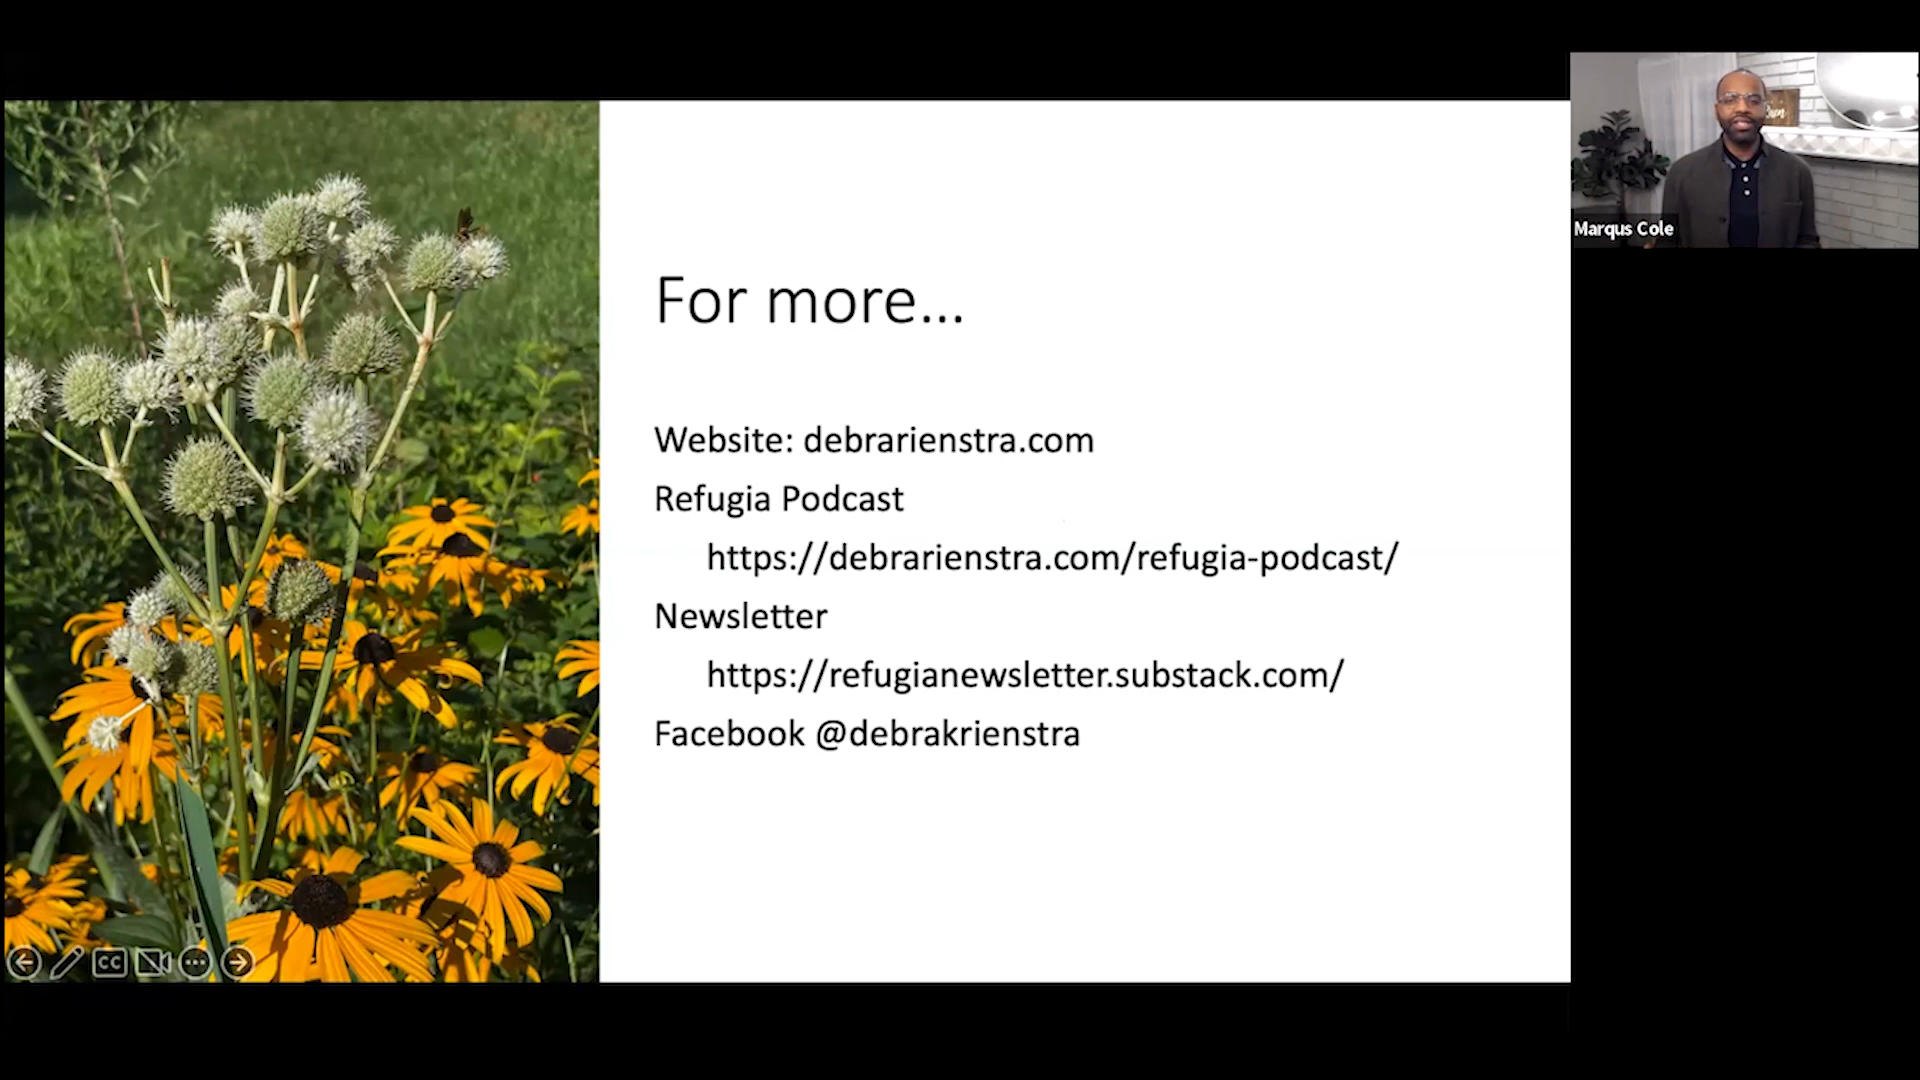 For more...
Website: debrarienstra.com
Refugia Podcast
https://debrarienstra.com/refugia-podcast/
Newsletter
https://refugianewsletter.substack.com/
Facebook @debrakrienstra
Marqus Cole
CC